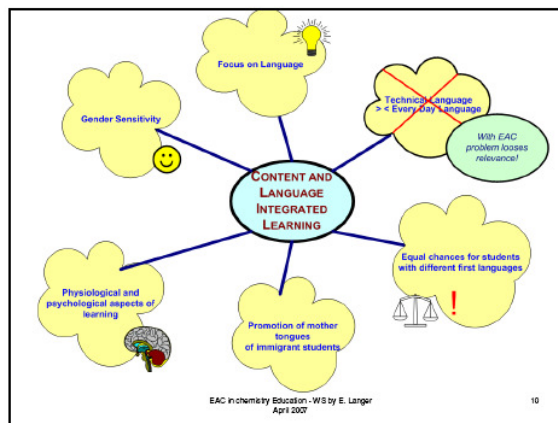 Focus on Language
Gender Sensitivity
Technical Language
> < Every Day Language
With EAC
problem looses
relevance!
CONTENT AND
LANGUAGE
INTEGRATED
LEARNING
Equal chances for students
with different first languages
!
Physiological and
psychological aspects of
learning
Promotion of mother
tongues
of immigrant students
EAC in chemistry Education - WS by E. Langer
April 2007
10